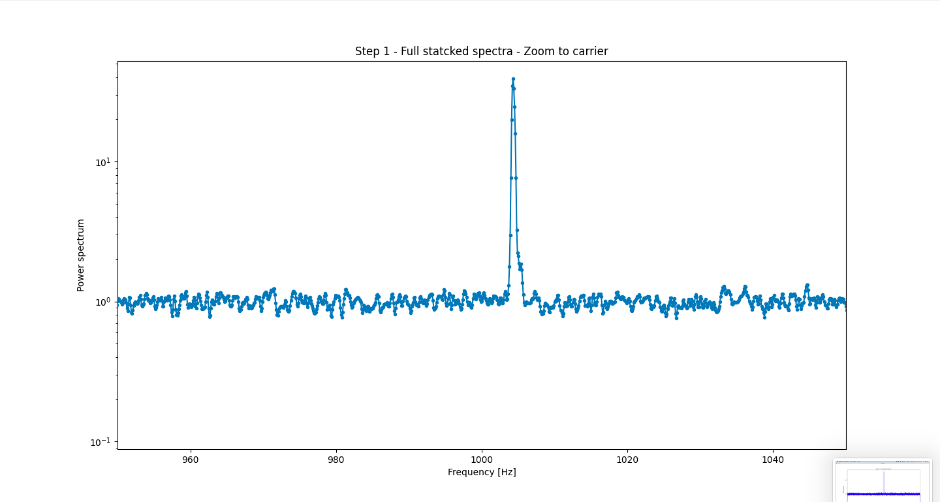 Step 1 - Full statcked spectra - Zoom to carrier
Power spectrum
10¹
10⁰
10⁻¹
960
980
1000
1020
1040
Frequency [Hz]